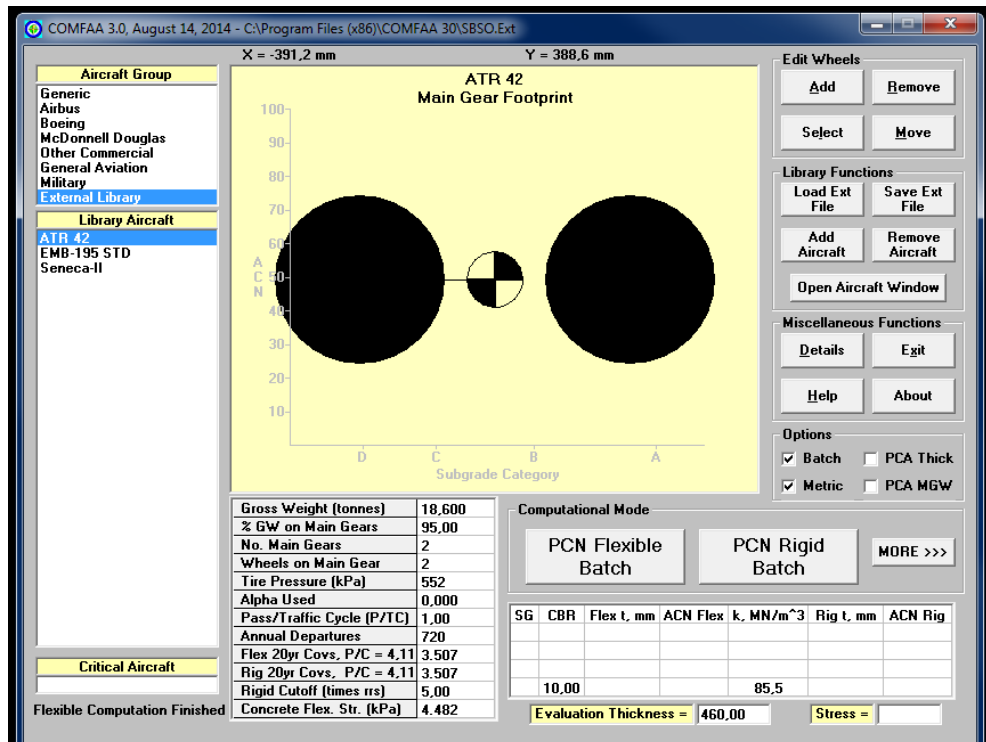 COMFAA 3.0, August 14, 2014 - C:\Program Files (x86)\COMFAA 30\SBSO.Ext
X = -391,2 mm Y = 388,6 mm
Aircraft Group
Generic
Airbus
Boeing
McDonnell Douglas
Other Commercial
General Aviation
Military
External Library
Library Aircraft
ATR 42
EMB-195 STD
Seneca-II
Critical Aircraft
Flexible Computation Finished
ATR 42
Main Gear Footprint
100
90
80
70
60
50
40
30
20
10
A
C
N
D C B A
Subgrade Category
Gross Weight (tonnes) 18,600
% GW on Main Gears 95,00
No. Main Gears 2
Wheels on Main Gear 2
Tire Pressure (kPa) 552
Alpha Used 0,000
Pass/Traffic Cycle (P/TC) 1,00
Annual Departures 720
Flex 20yr Covs, P/C = 4,11 3.507
Rig 20yr Covs, P/C = 4,11 3.507
Rigid Cutoff (times rrs) 5,00
Concrete Flex. Str. (kPa) 4.482
Edit Wheels
Add Remove
Select Move
Library Functions
Load Ext File Save Ext File
Add Aircraft Remove Aircraft
Open Aircraft Window
Miscellaneous Functions
Details Exit
Help About
Options
Batch PCA Thick
Metric PCA MGW
Computational Mode
PCN Flexible Batch PCN Rigid Batch MORE >>>
SG CBR Flex t, mm ACN Flex k, MN/m^3 Rig t, mm ACN Rig
10,00 85,5
Evaluation Thickness = 460,00 Stress =